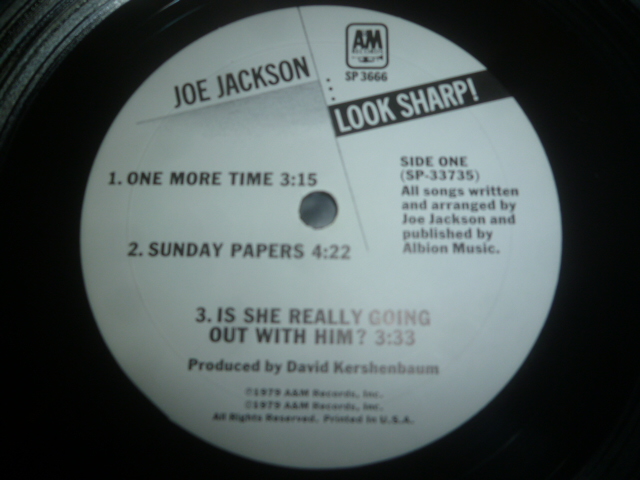 A&M
RECORDS
SP 3666
JOE JACKSON
LOOK SHARP!
SIDE ONE
(SP-33735)
All songs written
and arranged by
Joe Jackson and
published by
Albion Music.
1. ONE MORE TIME 3:15
2. SUNDAY PAPERS 4:22
3. IS SHE REALLY GOING
OUT WITH HIM? 3:33
Produced by David Kershenbaum
℗1979 A&M Records, Inc.
©1979 A&M Records, Inc.
All Rights Reserved. Printed in U.S.A.